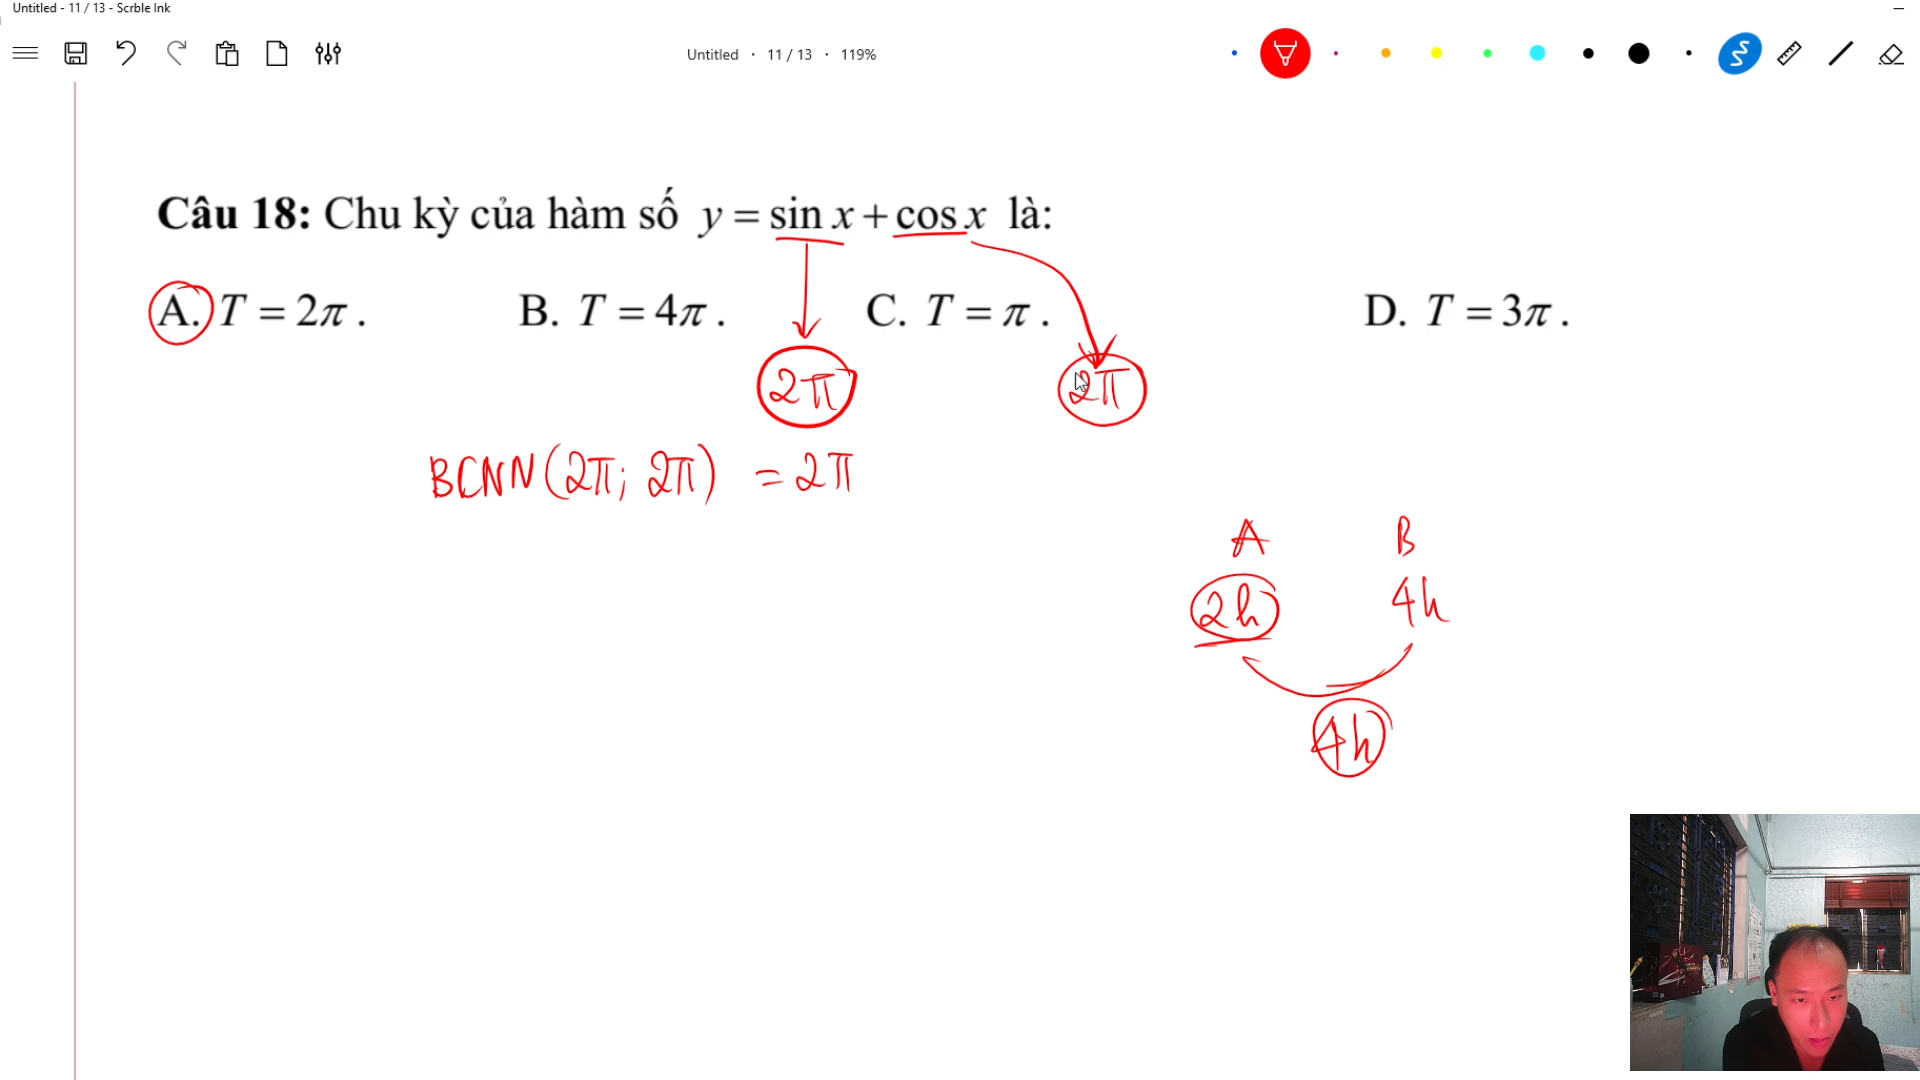 Untitled - 11 / 13 - Scrble Ink
Untitled · 11 / 13 · 119%
Câu 18: Chu kỳ của hàm số y = sin x + cos x là:
A. T = 2π . B. T = 4π . C. T = π . D. T = 3π .
2π 2π
BCNN(2π; 2π) = 2π
A B
2h 4h
4h